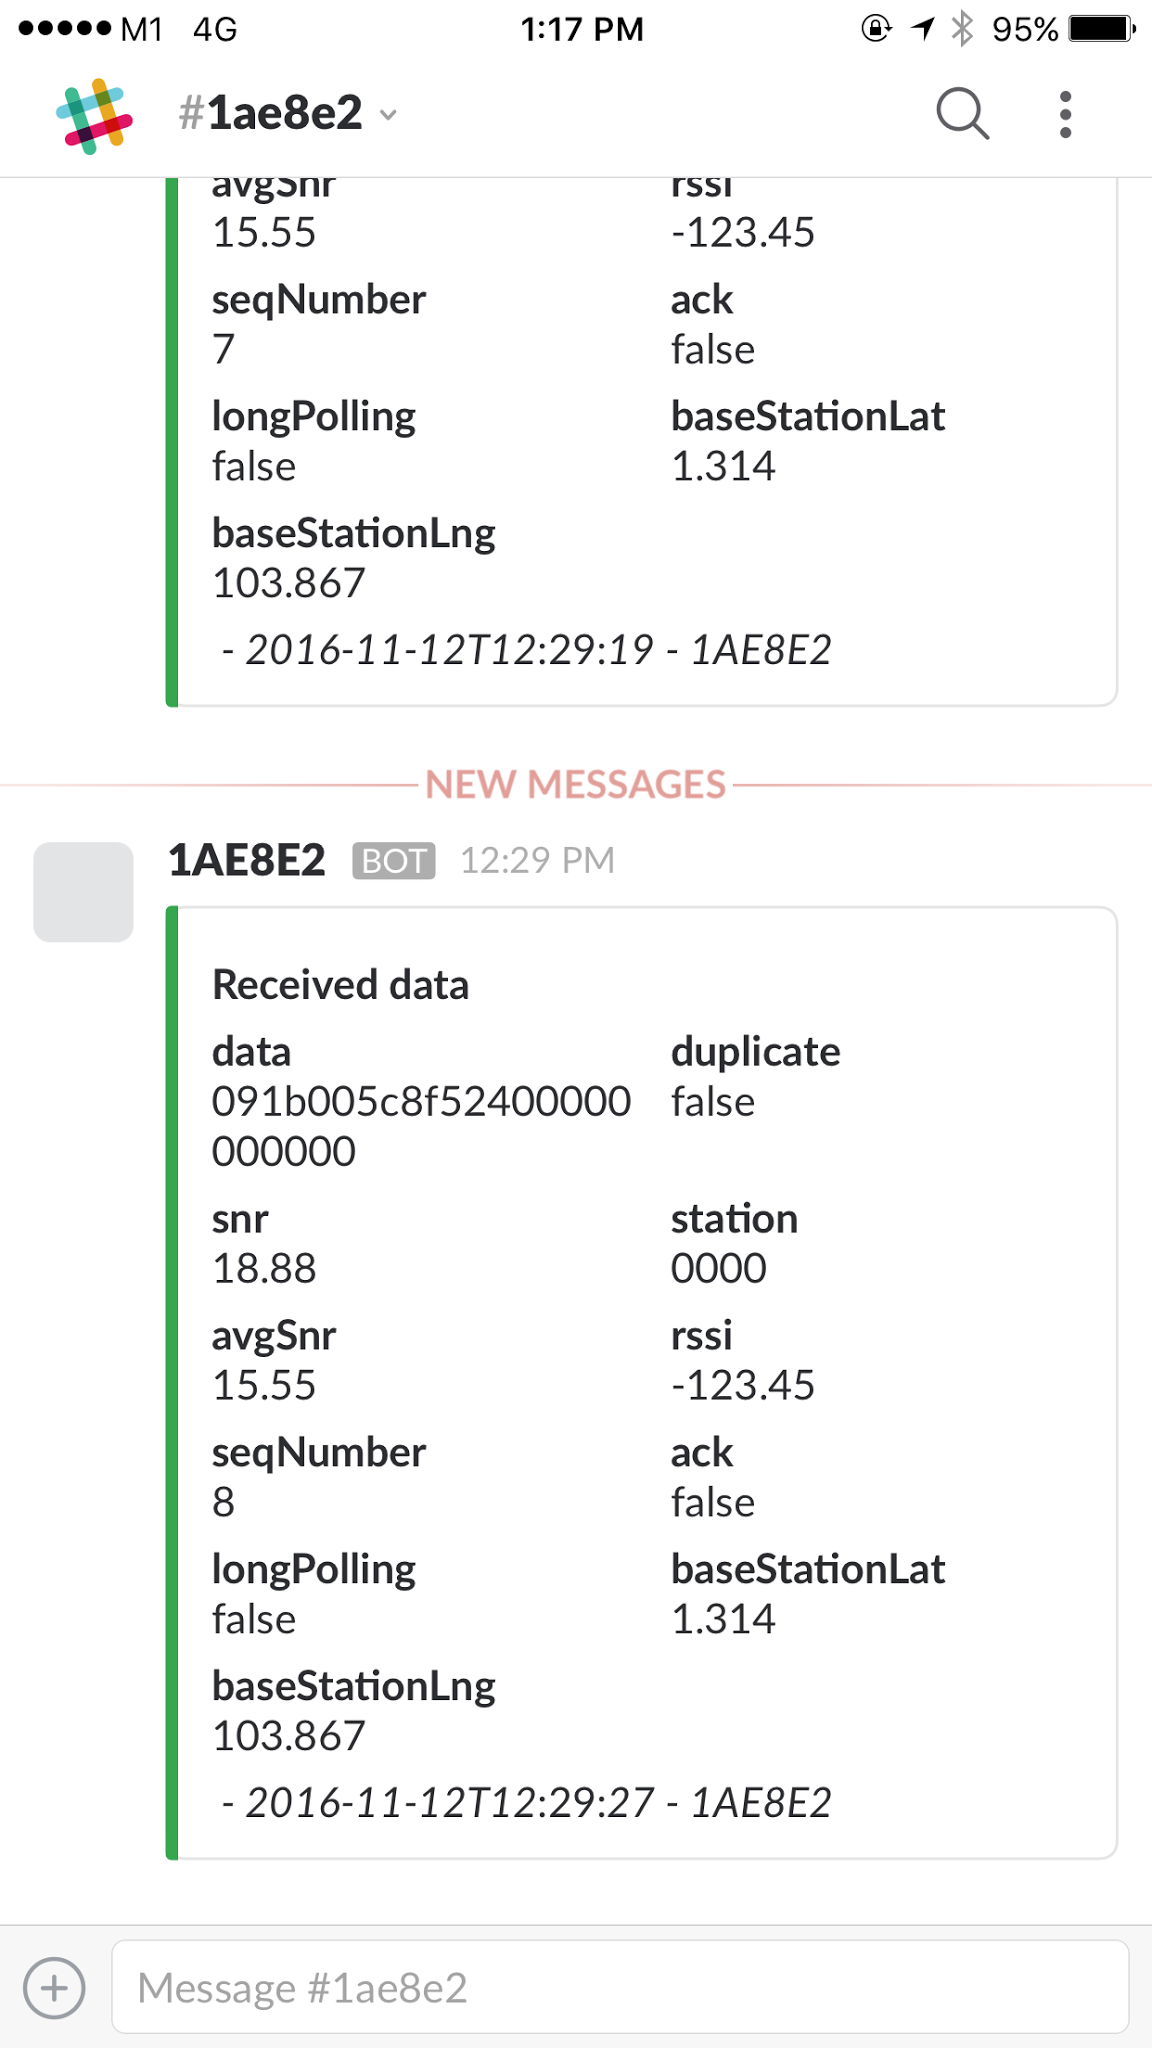 M1 4G 1:17 PM 95%
#1ae8e2
avgSnr rssi
15.55 -123.45
seqNumber ack
7 false
longPolling baseStationLat
false 1.314
baseStationLng
103.867
- 2016-11-12T12:29:19 - 1AE8E2
NEW MESSAGES
1AE8E2 BOT 12:29 PM
Received data
data duplicate
091b005c8f52400000 false
000000
snr station
18.88 0000
avgSnr rssi
15.55 -123.45
seqNumber ack
8 false
longPolling baseStationLat
false 1.314
baseStationLng
103.867
- 2016-11-12T12:29:27 - 1AE8E2
Message #1ae8e2